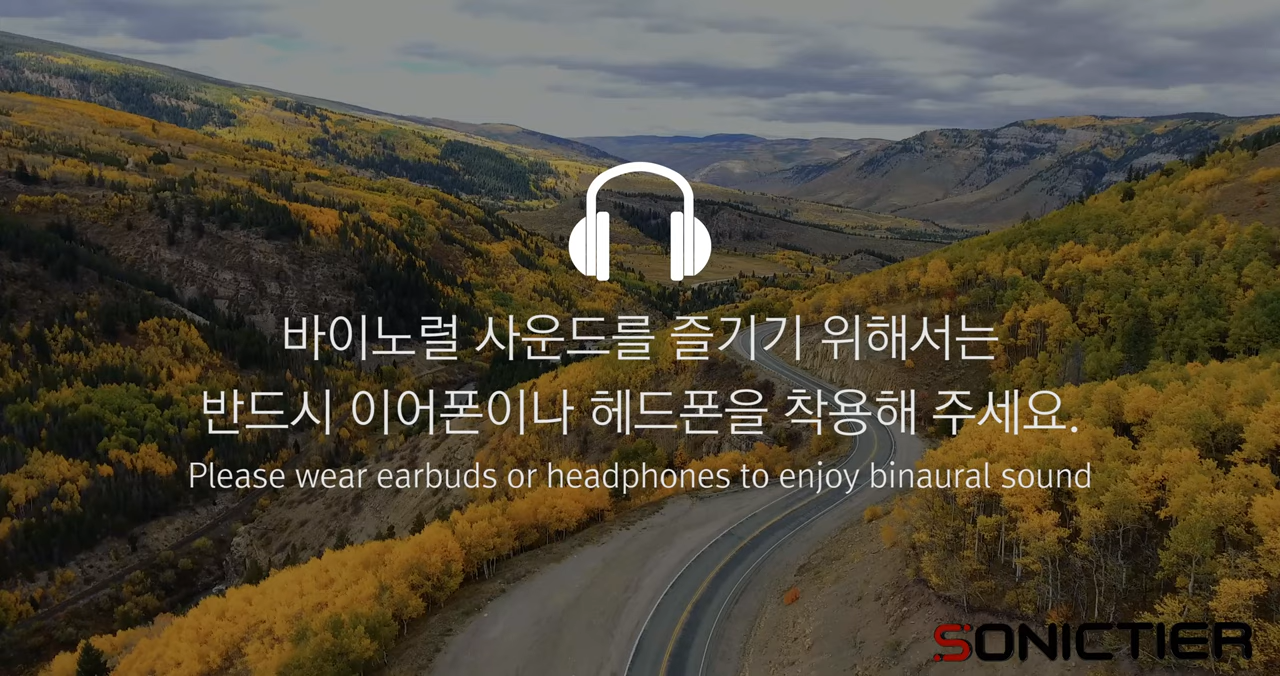 바이노럴 사운드를 즐기기 위해서는
반드시 이어폰이나 헤드폰을 착용해 주세요.
Please wear earbuds or headphones to enjoy binaural sound
SONICTIER